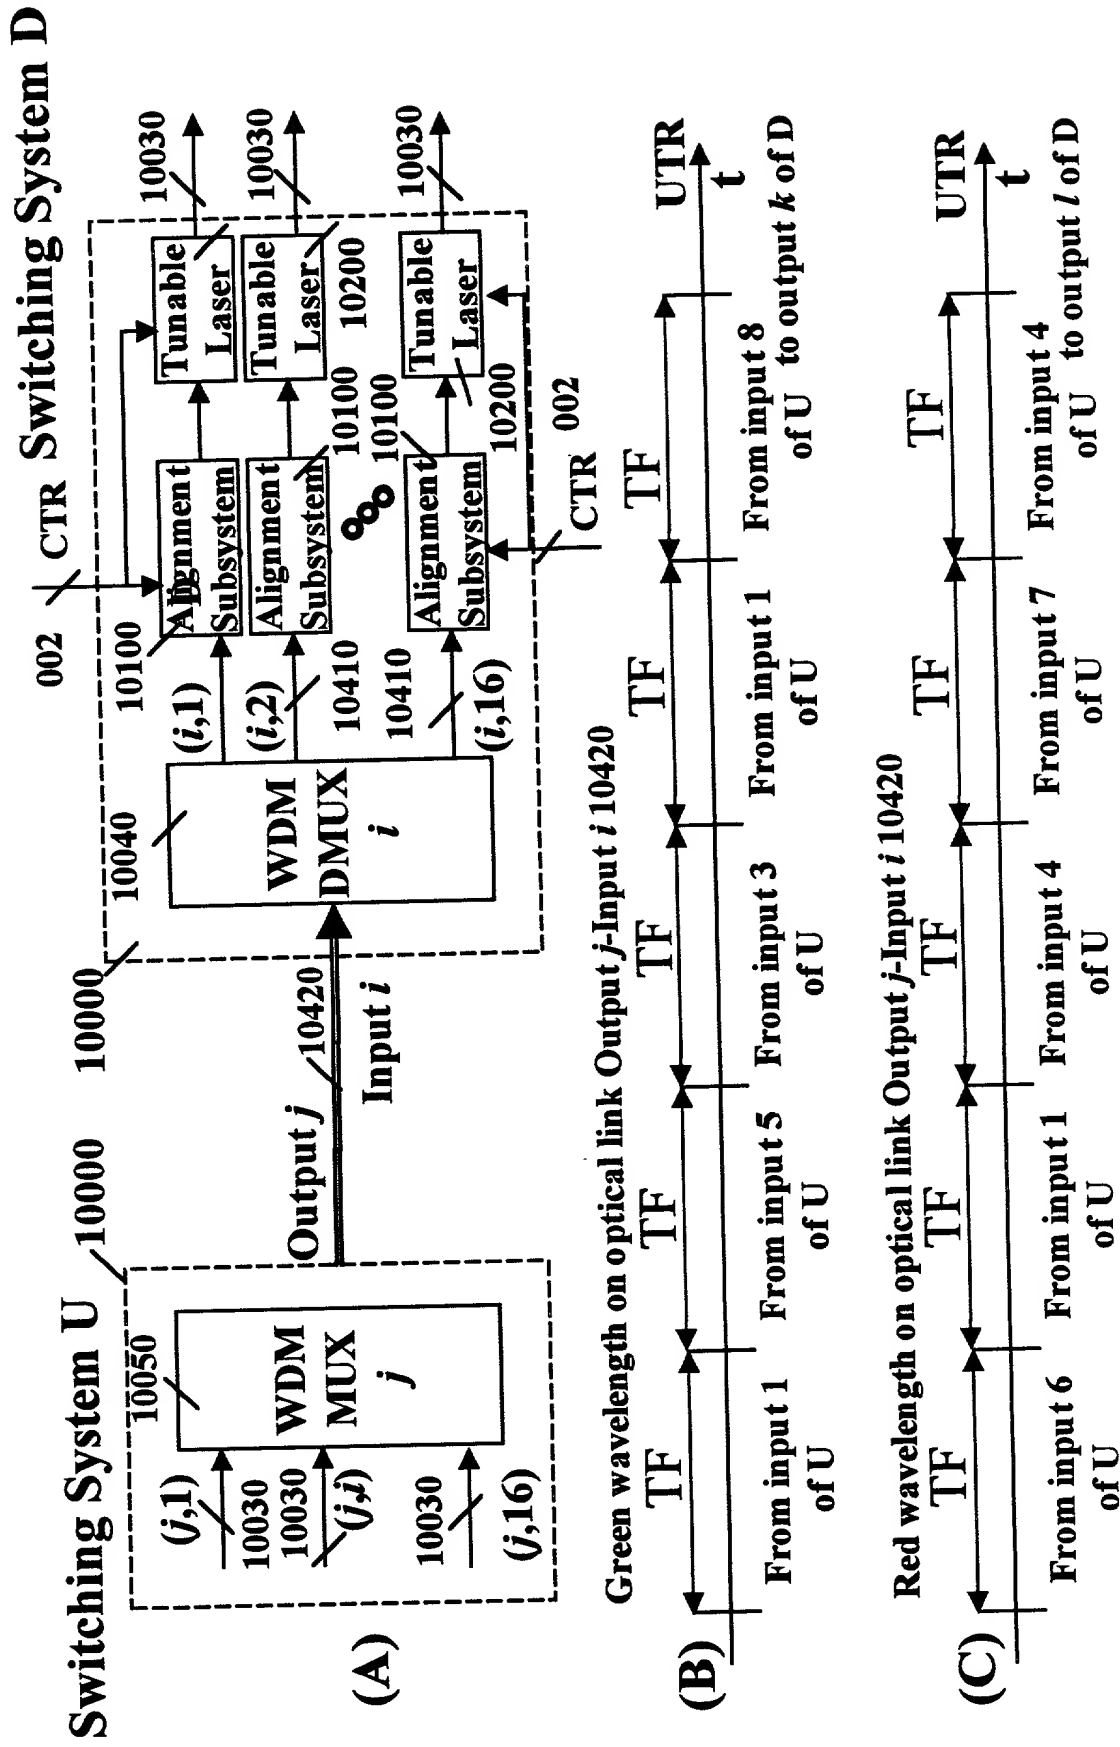 Switching System U
Switching System D
10000
10000
10050
10040
(j,1)
10030
10030
(j,i)
10030
(j,16)
WDM
MUX
j
Output j
10420
Input i
WDM
DMUX
i
(i,1)
(i,2)
10410
10410
(i,16)
002
CTR
10100
Alignment
Subsystem
Alignment
Subsystem
10100
10100
Alignment
Subsystem
Tunable
Laser
Tunable
Laser
10200
Tunable
Laser
10200
CTR
002
10030
10030
10030
(A)
Green wavelength on optical link Output j-Input i 10420
(B)
TF
TF
TF
TF
TF
UTR
t
From input 1
of U
From input 5
of U
From input 3
of U
From input 1
of U
From input 8
of U
to output k of D
Red wavelength on optical link Output j-Input i 10420
(C)
TF
TF
TF
TF
TF
UTR
t
From input 6
of U
From input 1
of U
From input 4
of U
From input 7
of U
From input 4
of U
to output l of D